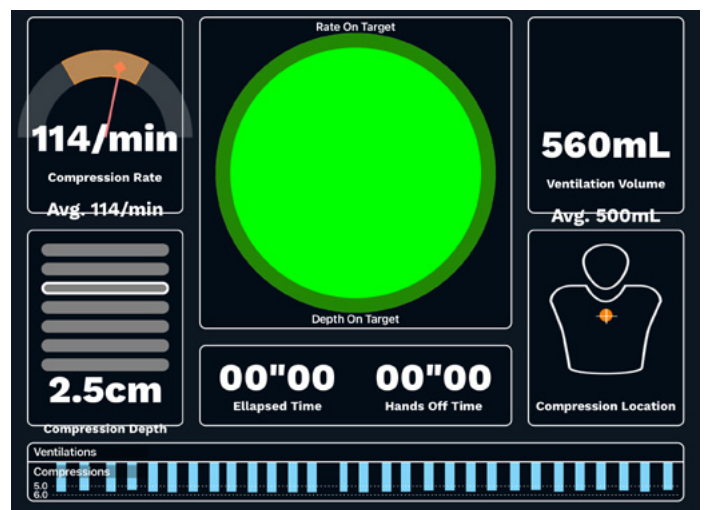 114/min
Compression Rate
Avg. 114/min
Rate On Target
Depth On Target
560mL
Ventilation Volume
Avg. 500mL
2.5cm
Compression Depth
00"00
Ellapsed Time
00"00
Hands Off Time
Compression Location
Ventilations
Compressions
5.0
6.0